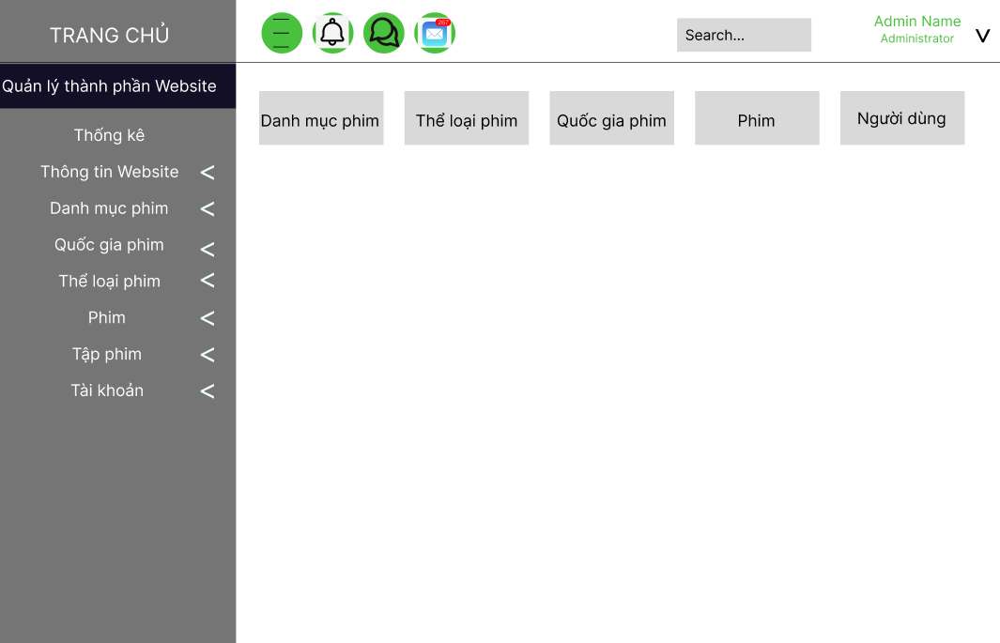 TRANG CHỦ
267
Search...
Admin Name
Administrator
Quản lý thành phần Website
Thống kê
Thông tin Website
Danh mục phim
Quốc gia phim
Thể loại phim
Phim
Tập phim
Tài khoản
Danh mục phim
Thể loại phim
Quốc gia phim
Phim
Người dùng